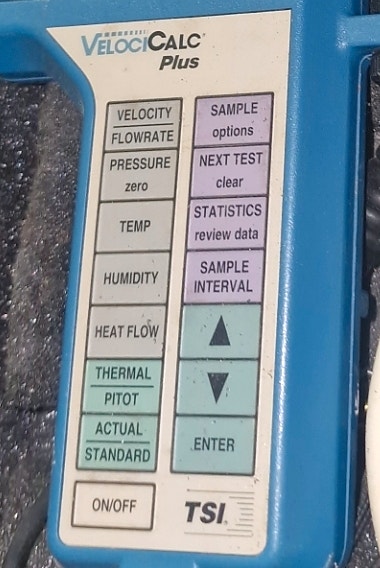 VELOCICALC
Plus
VELOCITY
FLOWRATE
SAMPLE
options
PRESSURE
zero
NEXT TEST
clear
TEMP
STATISTICS
review data
HUMIDITY
SAMPLE
INTERVAL
HEAT FLOW
▲
THERMAL
PITOT
▼
ACTUAL
STANDARD
ENTER
ON/OFF
TSI